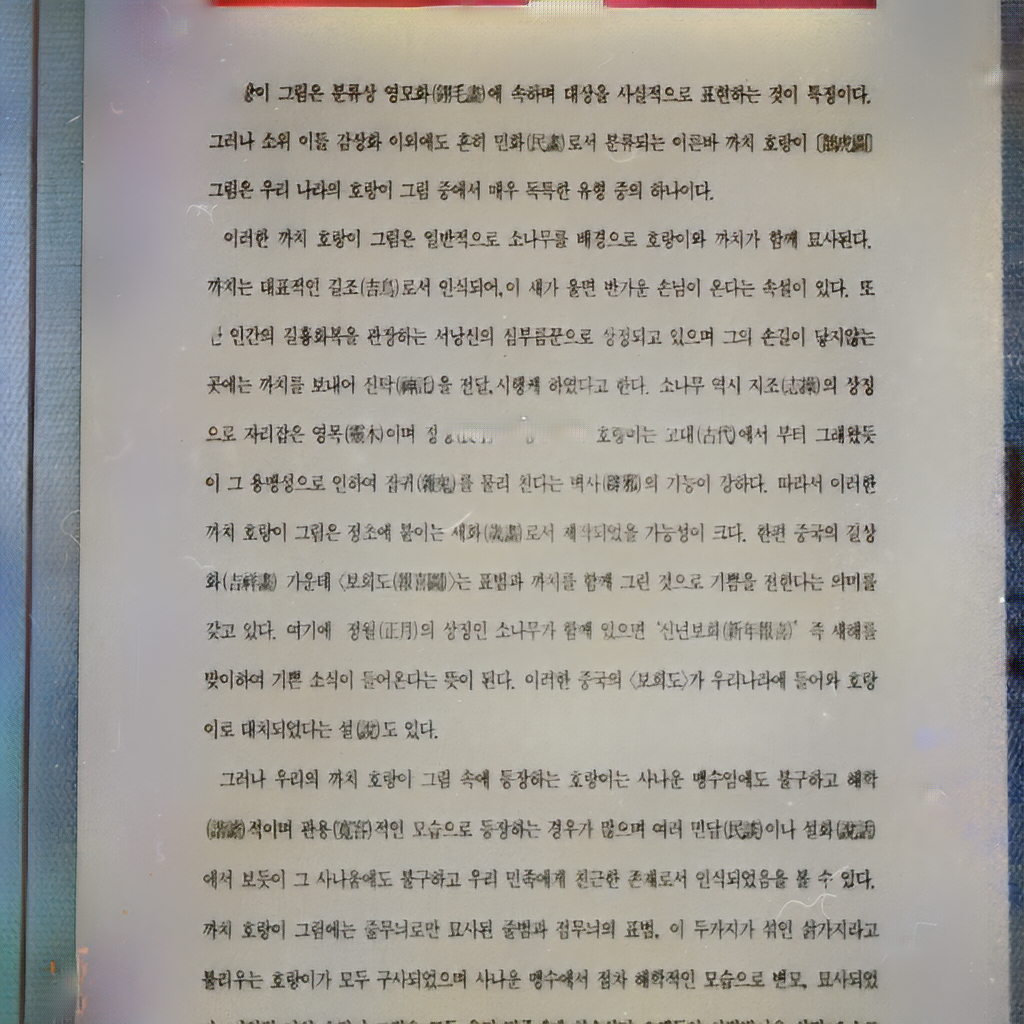 이 그림은 분류상 영모화(翎毛畵)에 속하며 대상을 사실적으로 표현하는 것이 특징이다.
그러나 소위 이들 감상화 이외에도 흔히 민화(民畵)로서 분류되는 이른바 까치 호랑이 [鵲虎圖]
그림은 우리 나라의 호랑이 그림 중에서 매우 독특한 유형 중의 하나이다.
이러한 까치 호랑이 그림은 일반적으로 소나무를 배경으로 호랑이와 까치가 함께 묘사된다.
까치는 대표적인 길조(吉鳥)로서 인식되어, 이 새가 울면 반가운 손님이 온다는 속설이 있다. 또
인간의 길흉화복을 관장하는 서낭신의 심부름꾼으로 상정되고 있으며 그의 손길이 닿지않는
곳에는 까치를 보내어 신탁(神託)을 전달, 시행케 하였다고 한다. 소나무 역시 지조(志操)의 상징
으로 자리잡은 영목(靈木)이며 호랑이는 고대(古代)에서 부터 그래왔듯
이 그 용맹성으로 인하여 잡귀(雜鬼)를 물리 친다는 벽사(辟邪)의 기능이 강하다. 따라서 이러한
까치 호랑이 그림은 정초에 붙이는 세화(歲畵)로서 제작되었을 가능성이 크다. 한편 중국의 길상
화(吉祥畵) 가운데 〈보희도(報喜圖)〉는 표범과 까치를 함께 그린 것으로 기쁨을 전한다는 의미를
갖고 있다. 여기에 정월(正月)의 상징인 소나무가 함께 있으면 '신년보희(新年報喜)' 즉 새해를
맞이하여 기쁜 소식이 들어온다는 뜻이 된다. 이러한 중국의 〈보희도〉가 우리나라에 들어와 호랑
이로 대치되었다는 설(說)도 있다.
그러나 우리의 까치 호랑이 그림 속에 등장하는 호랑이는 사나운 맹수임에도 불구하고 해학
(諧謔)적이며 관용(寬容)적인 모습으로 등장하는 경우가 많으며 여러 민담(民談)이나 설화(說話)
에서 보듯이 그 사나움에도 불구하고 우리 민족에게 친근한 존재로서 인식되었음을 볼 수 있다.
까치 호랑이 그림에는 줄무늬로만 묘사된 줄범과 점무늬의 표범, 이 두가지가 섞인 삵가지라고
불리우는 호랑이가 모두 구사되었으며 사나운 맹수에서 점차 해학적인 모습으로 변모, 묘사되었